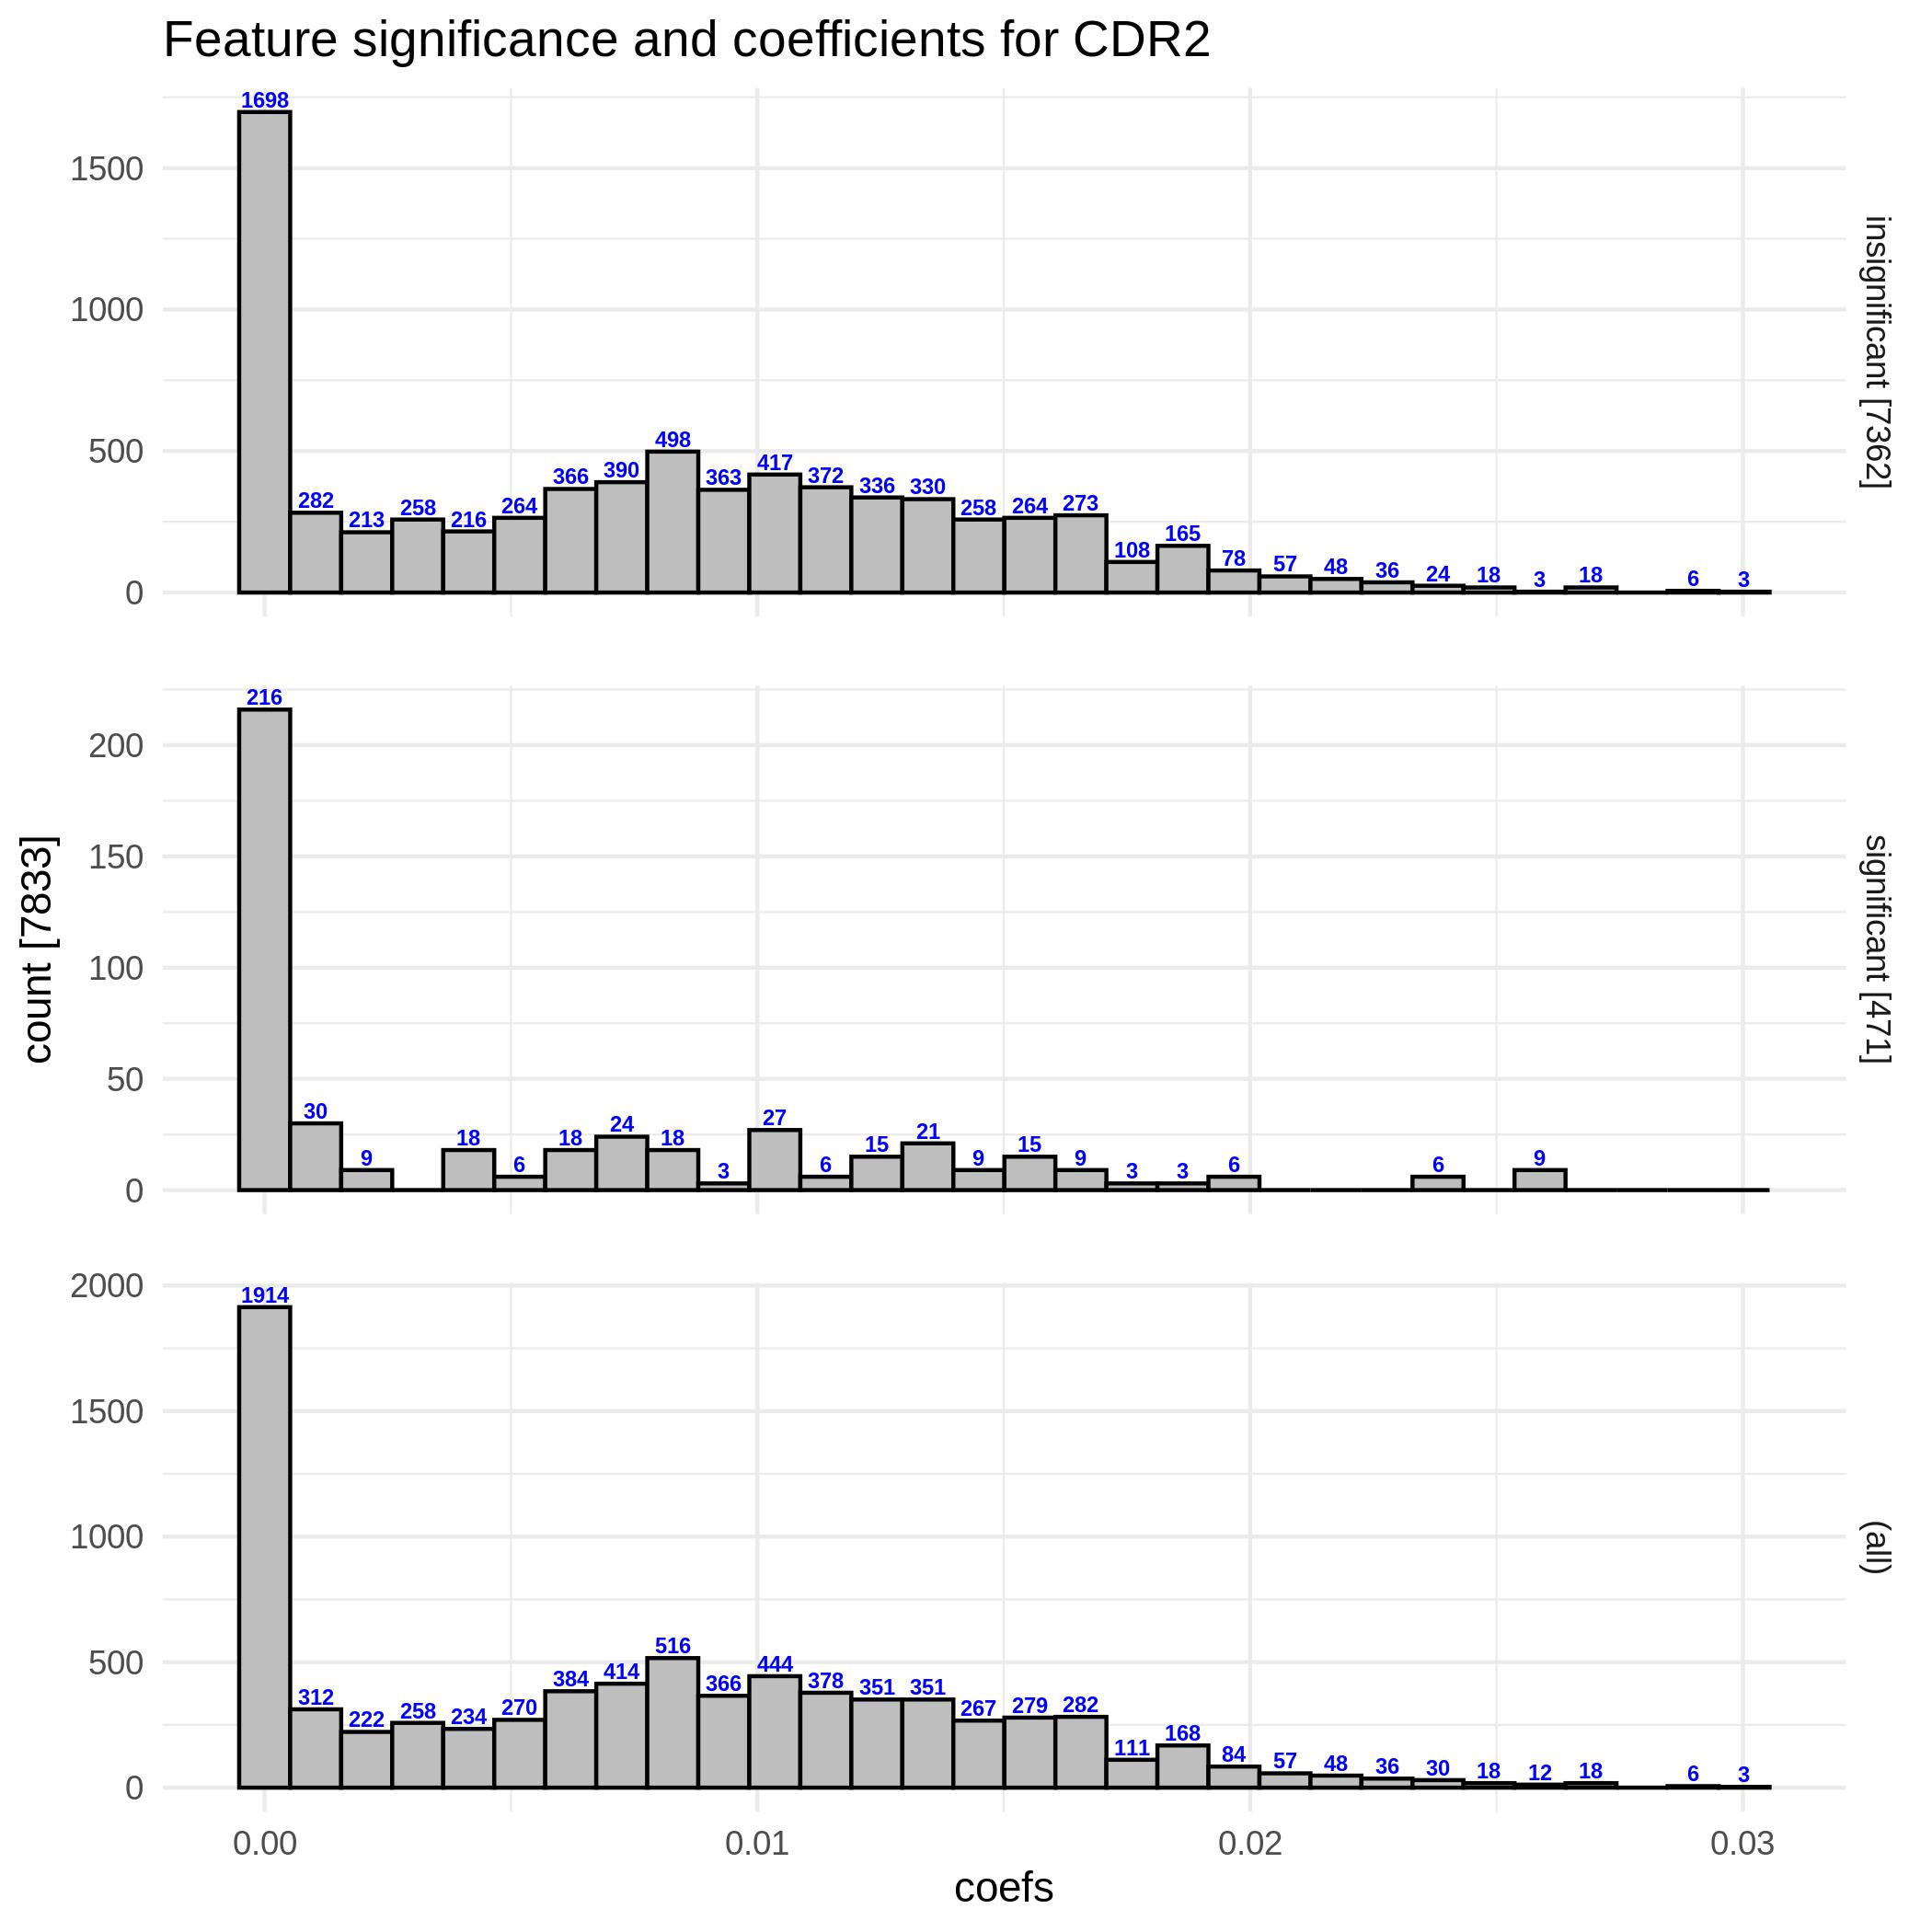 Feature significance and coefficients for CDR2
1698
1500
1000
500
0
282 213 258 216 264 366 390 498 363 417 372 336 330 258 264 273 108 165 78 57 48 36 24 18 3 18 6 3
insignificant [7362]
count [7833]
216
200
150
100
50
0
30 9 18 6 18 24 18 3 27 6 15 21 9 15 9 3 3 6 6 9
significant [471]
2000
1914
1500
1000
500
0
312 222 258 234 270 384 414 516 366 444 378 351 351 267 279 282 111 168 84 57 48 36 30 18 12 18 6 3
(all)
0.00 0.01 0.02 0.03
coefs